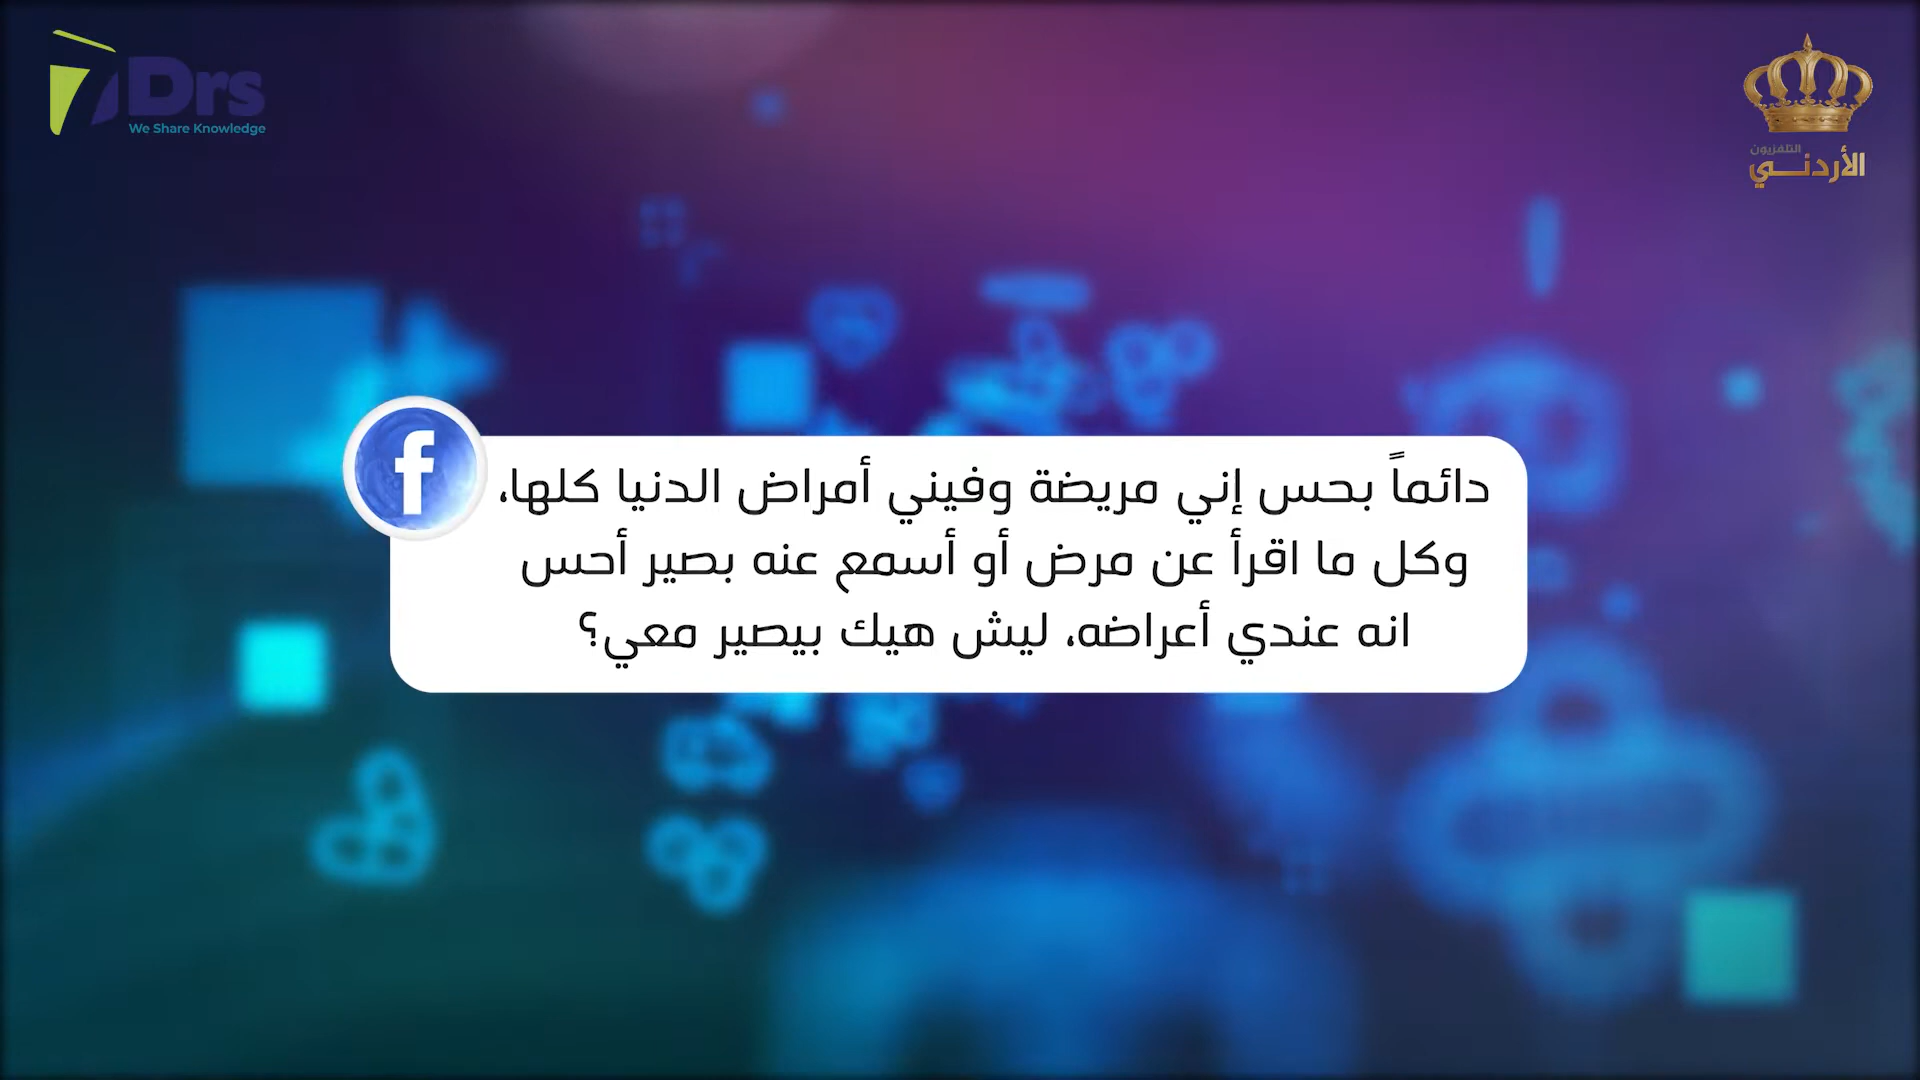 Drs
We Share Knowledge
التلفزيون
الأردني
دائماً بحس إني مريضة وفيني أمراض الدنيا كلها،
وكل ما اقرأ عن مرض أو أسمع عنه بصير أحس
انه عندي أعراضه، ليش هيك بيصير معي؟